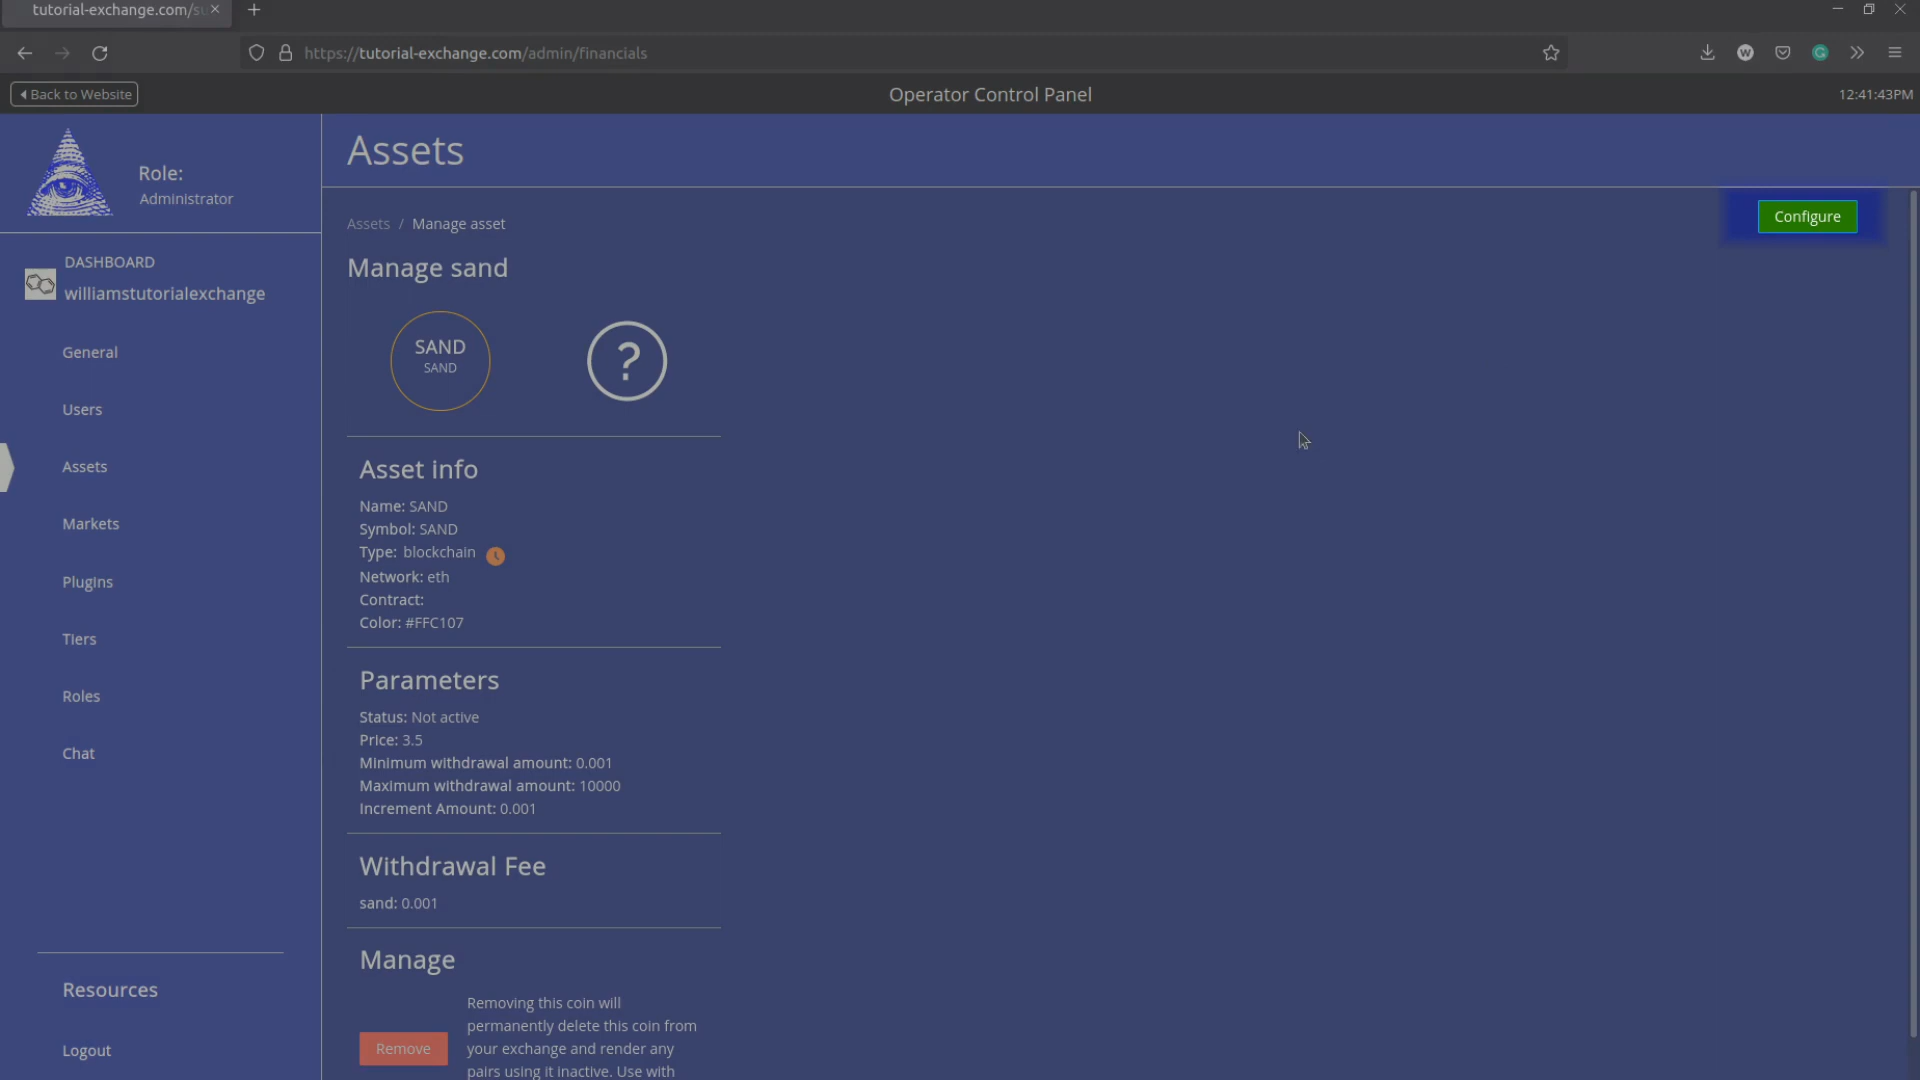 tutorial-exchange.com/su
https://tutorial-exchange.com/admin/financials
Back to Website
Operator Control Panel
12:41:43PM
Role:
Administrator
Assets
Assets / Manage asset
Configure
DASHBOARD
williamstutorialexchange
General
Users
Assets
Markets
Plugins
Tiers
Roles
Chat
Resources
Logout
Manage sand
SAND
SAND
?
Asset info
Name: SAND
Symbol: SAND
Type: blockchain
Network: eth
Contract:
Color: #FFC107
Parameters
Status: Not active
Price: 3.5
Minimum withdrawal amount: 0.001
Maximum withdrawal amount: 10000
Increment Amount: 0.001
Withdrawal Fee
sand: 0.001
Manage
Remove
Removing this coin will
permanently delete this coin from
your exchange and render any
pairs using it inactive. Use with